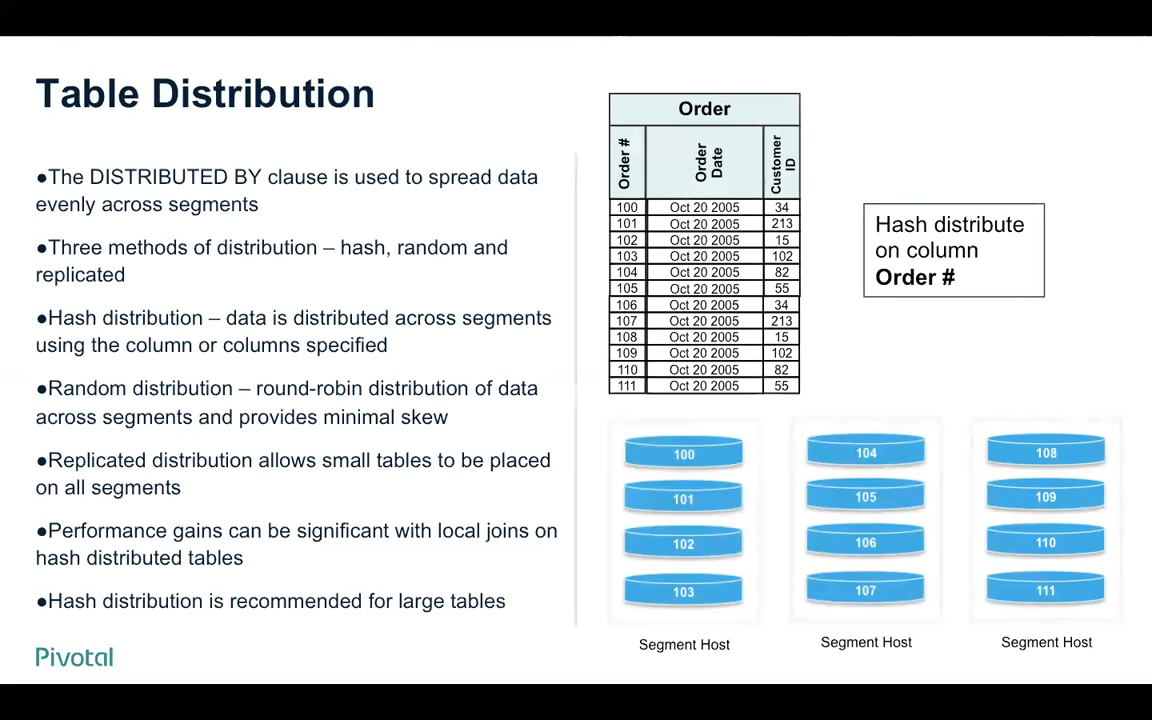 Table Distribution
●The DISTRIBUTED BY clause is used to spread data
evenly across segments
●Three methods of distribution – hash, random and
replicated
●Hash distribution – data is distributed across segments
using the column or columns specified
●Random distribution – round-robin distribution of data
across segments and provides minimal skew
●Replicated distribution allows small tables to be placed
on all segments
●Performance gains can be significant with local joins on
hash distributed tables
●Hash distribution is recommended for large tables
Pivotal
Order
Order # Order Date Customer ID
100 Oct 20 2005 34
101 Oct 20 2005 213
102 Oct 20 2005 15
103 Oct 20 2005 102
104 Oct 20 2005 82
105 Oct 20 2005 55
106 Oct 20 2005 34
107 Oct 20 2005 213
108 Oct 20 2005 15
109 Oct 20 2005 102
110 Oct 20 2005 82
111 Oct 20 2005 55
Hash distribute
on column
Order #
100
101
102
103
Segment Host
104
105
106
107
Segment Host
108
109
110
111
Segment Host